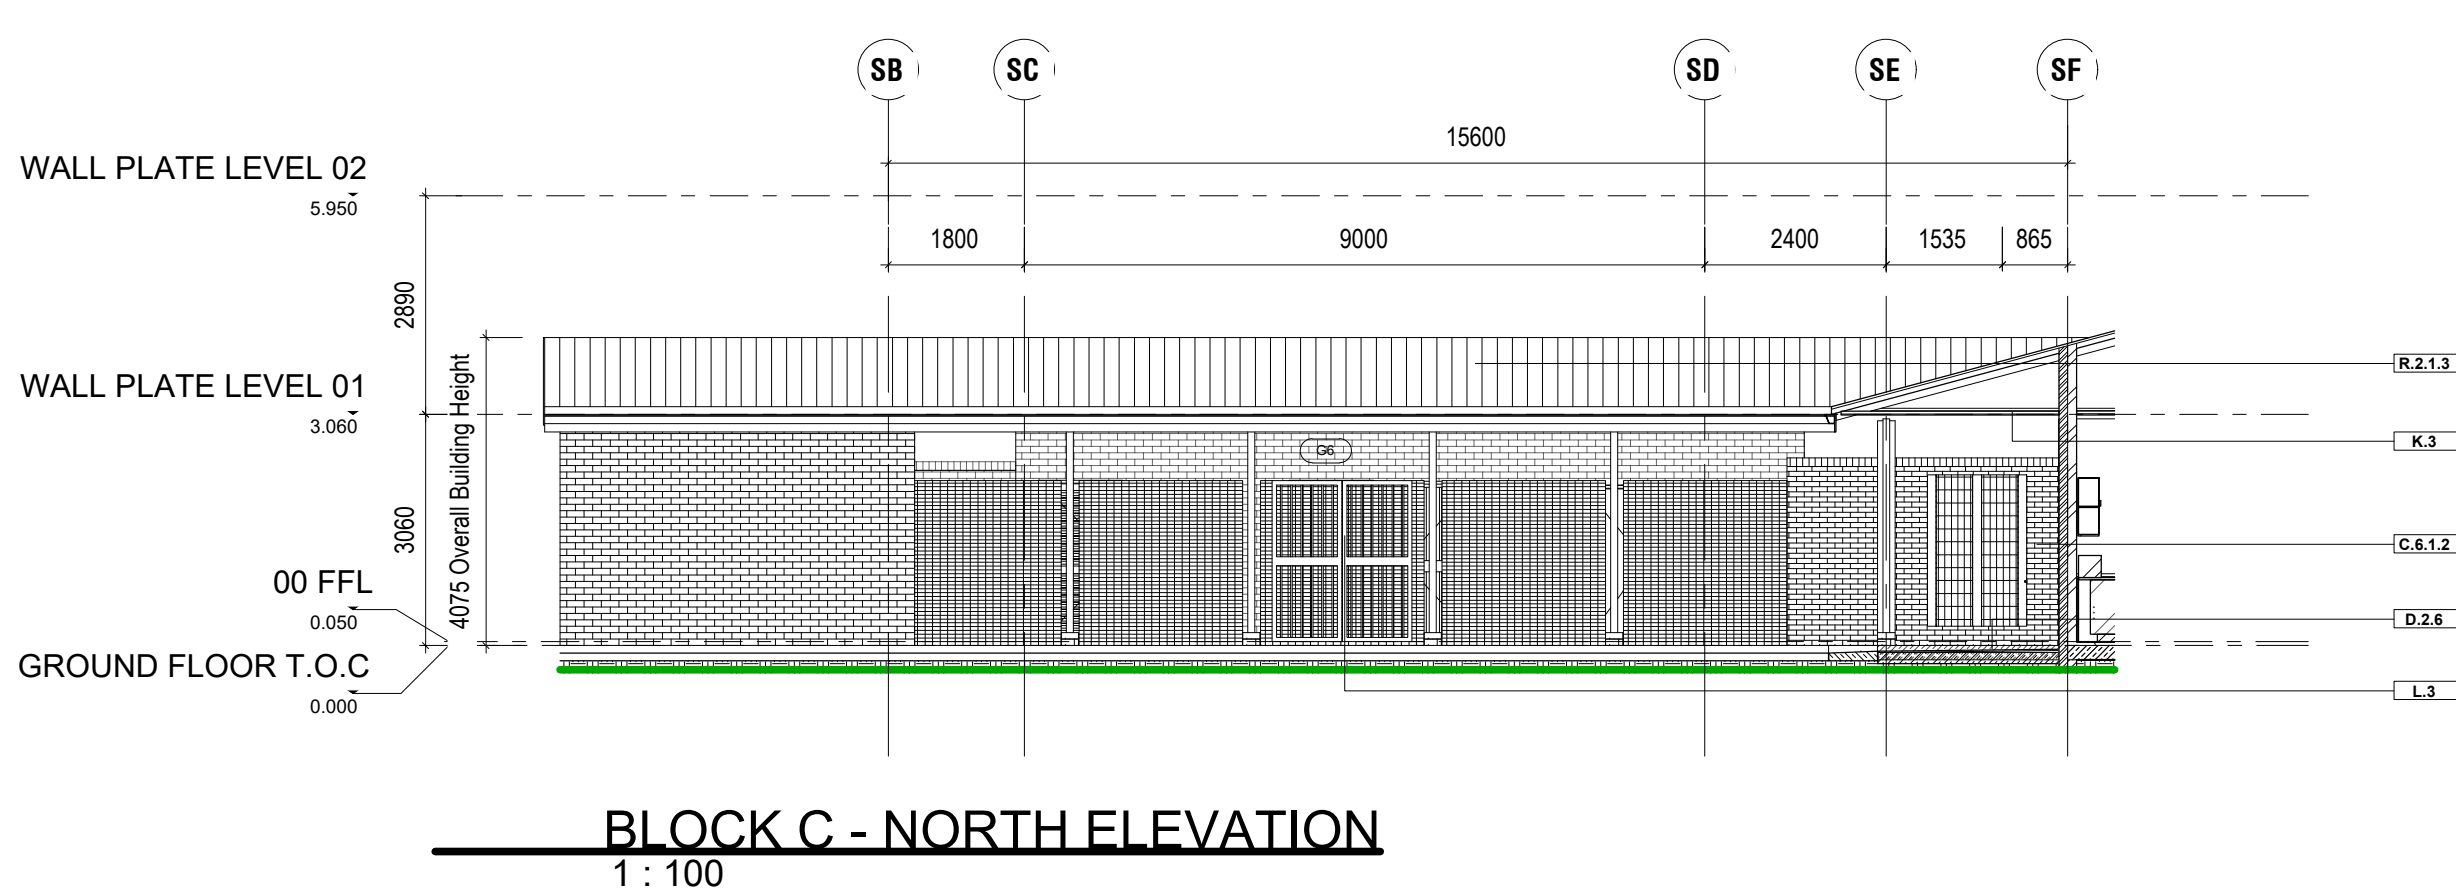 SB SC SD SE SF
15600
WALL PLATE LEVEL 02
5.950
1800 9000 2400 1535 865
2890
4075 Overall Building Height
R.2.1.3
WALL PLATE LEVEL 01
3.060
K.3
G6
3060
C.6.1.2
00 FFL
0.050
D.2.6
GROUND FLOOR T.O.C
0.000
L.3
BLOCK C - NORTH ELEVATION
1 : 100